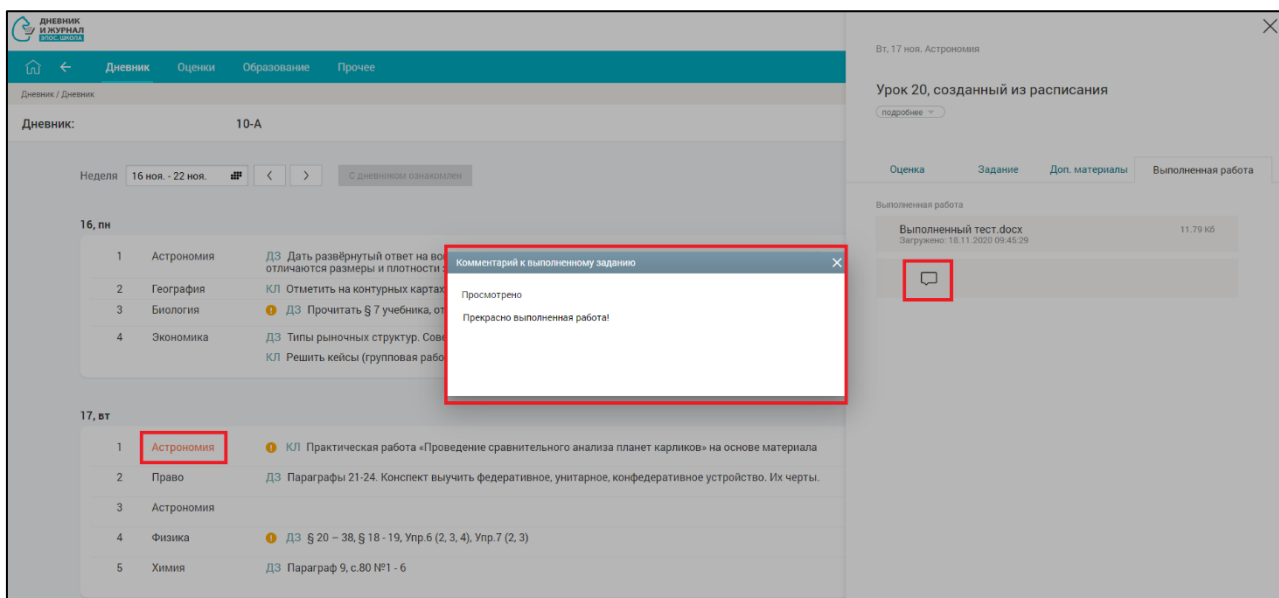 ДНЕВНИК
И ЖУРНАЛ
ЭПОС.ШКОЛА
Дневник Оценки Образование Прочее
Дневник / Дневник
Дневник: 10-А
Неделя 16 ноя. - 22 ноя. С дневником ознакомлен
16, пн
1 Астрономия ДЗ Дать развёрнутый ответ на
отличаются размеры и плотности
2 География КЛ Отметить на контурных картах
3 Биология ДЗ Прочитать § 7 учебника,
4 Экономика ДЗ Типы рыночных структур.
КЛ Решить кейсы (групповая
17, вт
1 Астрономия КЛ Практическая работа «Проведение сравнительного анализа планет карликов» на основе материала
2 Право ДЗ Параграфы 21-24. Конспект выучить федеративное, унитарное, конфедеративное устройство. Их черты.
3 Астрономия
4 Физика ДЗ § 20 – 38, § 18 - 19, Упр.6 (2, 3, 4), Упр.7 (2, 3)
5 Химия ДЗ Параграф 9, с.80 №1 - 6
Комментарий к выполненному заданию
Просмотрено
Прекрасно выполненная работа!
Вт, 17 ноя. Астрономия
Урок 20, созданный из расписания
подробнее
Оценка Задание Доп. материалы Выполненная работа
Выполненная работа
Выполненный тест.docx 11.79 Кб
Загружено: 18.11.2020 09:45:29